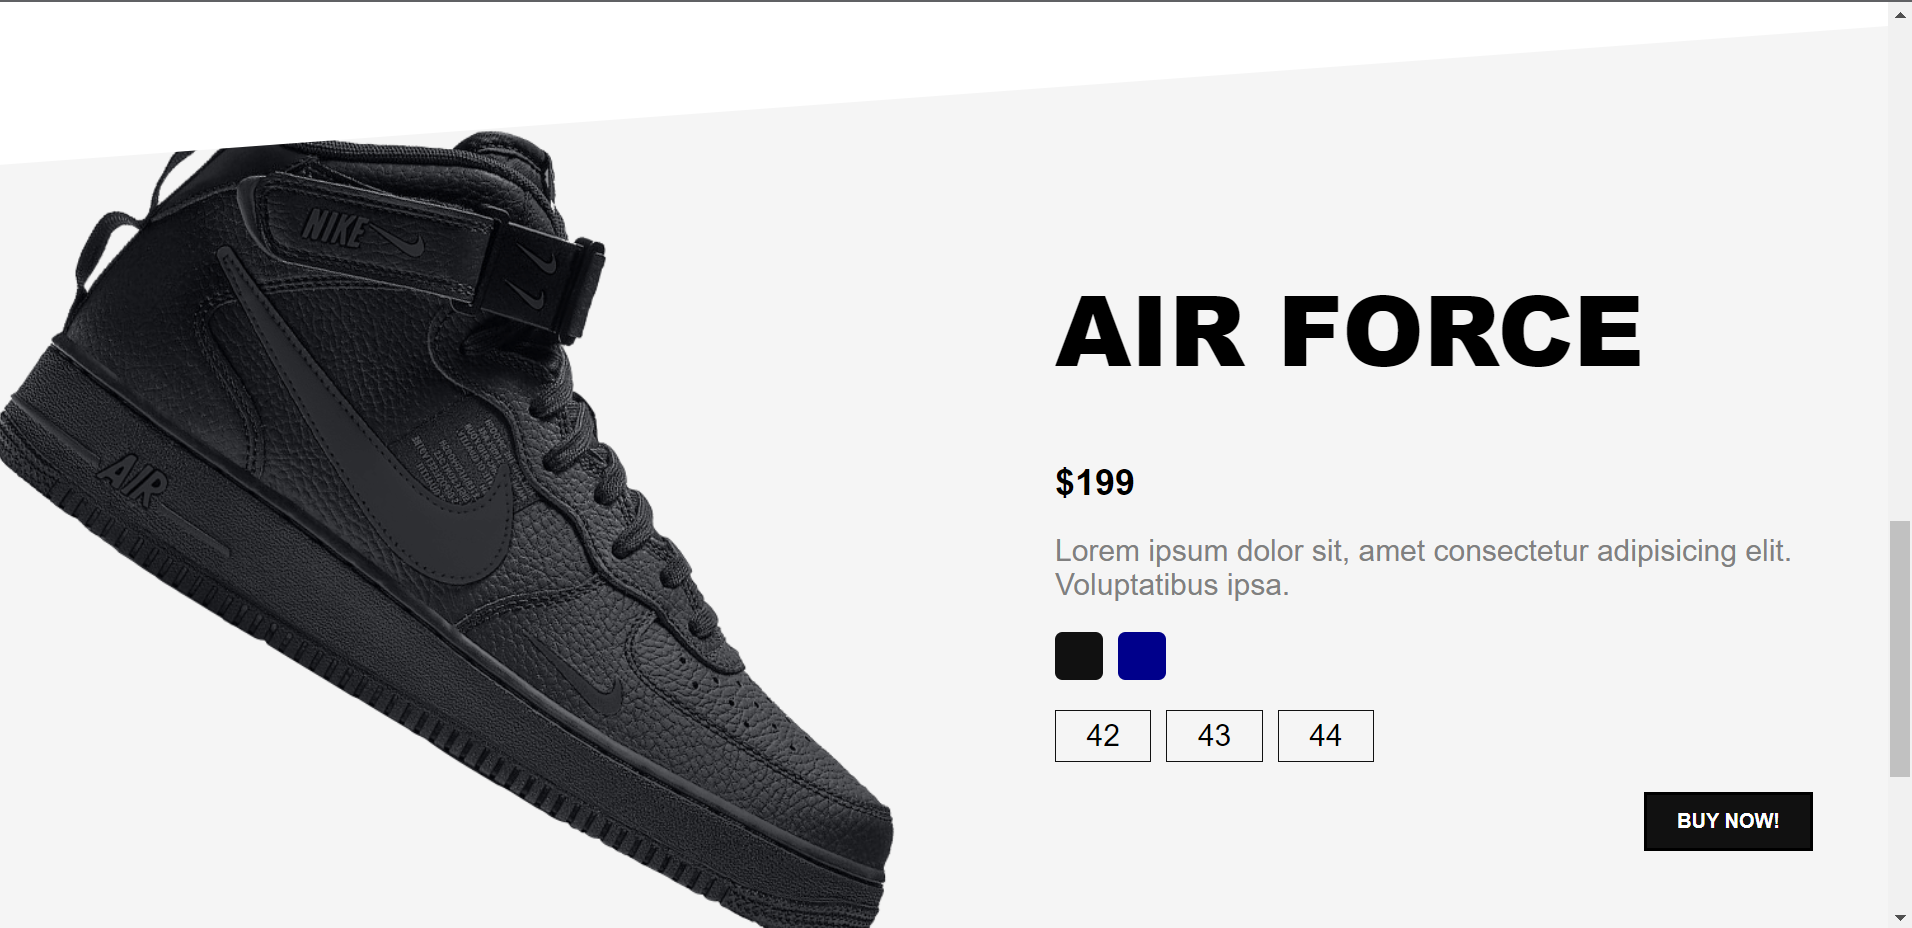 NIKE
AIR
AIR FORCE
$199
Lorem ipsum dolor sit, amet consectetur adipisicing elit.
Voluptatibus ipsa.
42 43 44
BUY NOW!